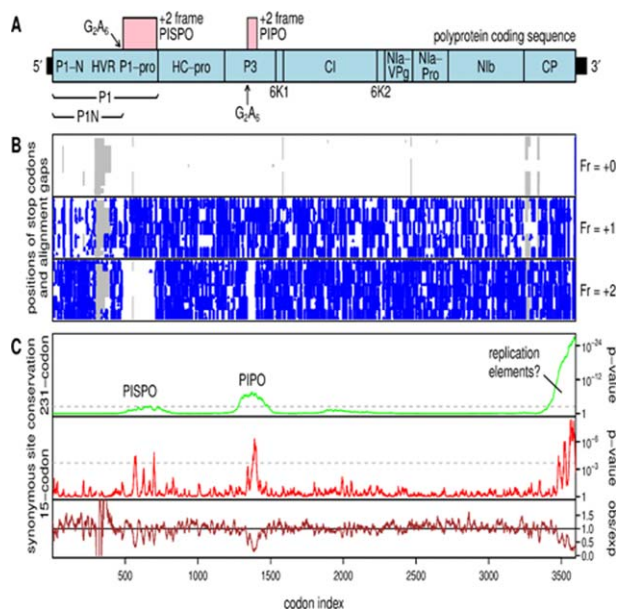 A
G₂A₆
+2 frame
PISPO
+2 frame
PIPO
polyprotein coding sequence
5′
P1−N
HVR
P1−pro
HC−pro
P3
CI
NIa−
VPg
NIa−
Pro
NIb
CP
3′
6K1
6K2
P1
P1N
G₂A₆
B
positions of stop codons
and alignment gaps
Fr = +0
Fr = +1
Fr = +2
C
synonymous site conservation
231−codon
15−codon
PISPO
PIPO
replication
elements?
10⁻²⁴
10⁻¹²
1
p−value
10⁻⁶
10⁻³
1
p−value
1.5
1.0
0.5
0.0
obs/exp
500
1000
1500
2000
2500
3000
3500
codon index